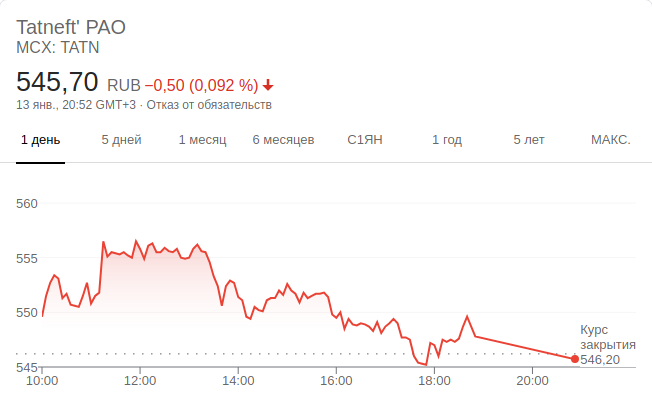 Tatneft' PAO
MCX: TATN
545,70 RUB −0,50 (0,092 %)
13 янв., 20:52 GMT+3 · Отказ от обязательств
1 день 5 дней 1 месяц 6 месяцев С1ЯН 1 год 5 лет МАКС.
560
555
550
Курс
закрытия
545 546,20
10:00 12:00 14:00 16:00 18:00 20:00